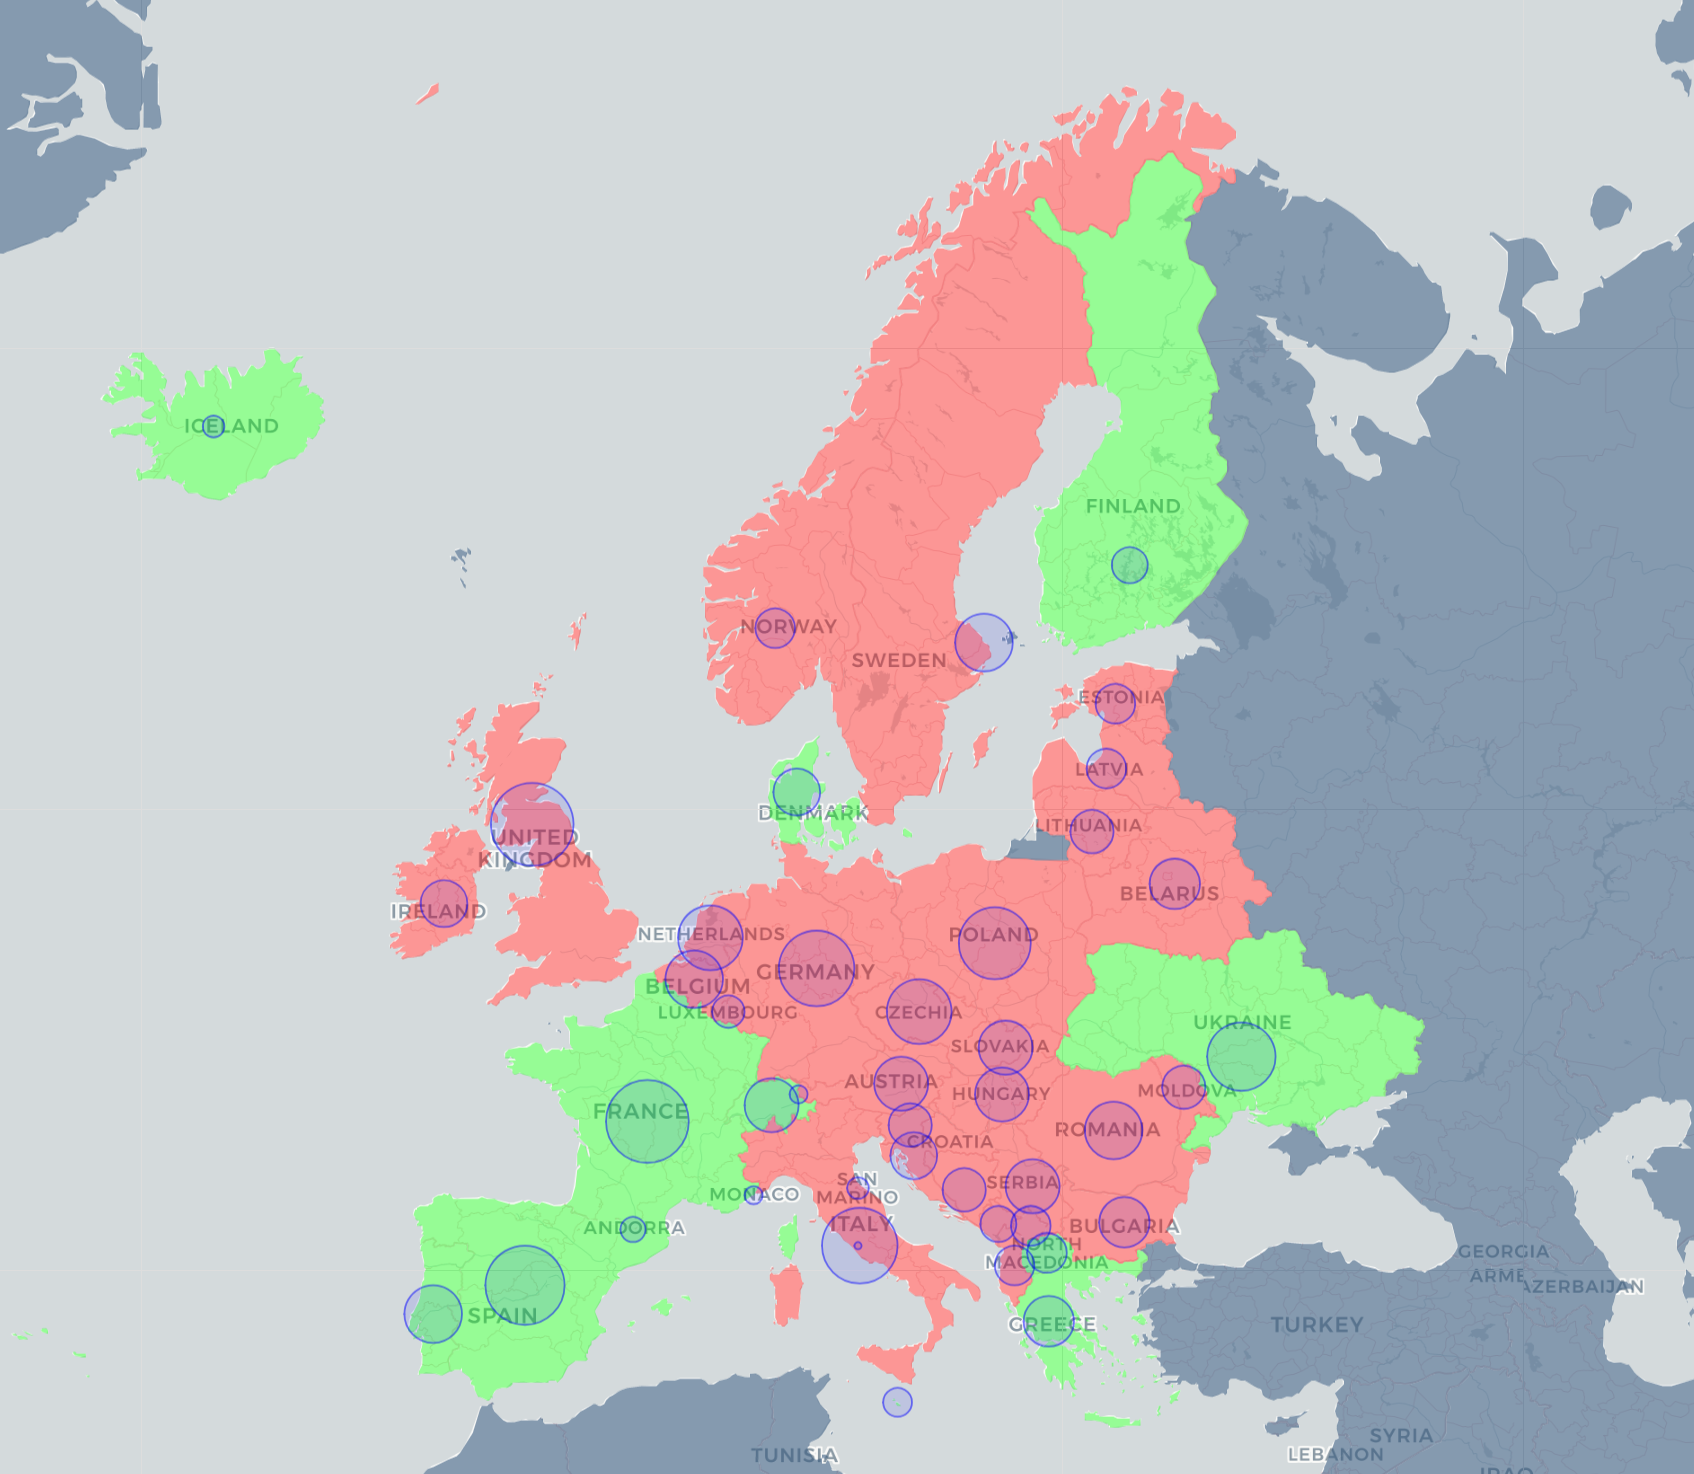 ICELAND
FINLAND
NORWAY
SWEDEN
ESTONIA
LATVIA
DENMARK
LITHUANIA
UNITED
KINGDOM
BELARUS
IRELAND
NETHERLANDS
POLAND
GERMANY
BELGIUM
LUXEMBOURG
CZECHIA
UKRAINE
SLOVAKIA
AUSTRIA
HUNGARY
MOLDOVA
FRANCE
ROMANIA
CROATIA
SAN
MARINO
SERBIA
MONACO
ITALY
ANDORRA
BULGARIA
NORTH
MACEDONIA
GEORGIA
AZERBAIJAN
SPAIN
GREECE
TURKEY
SYRIA
LEBANON
TUNISIA
IRAQ